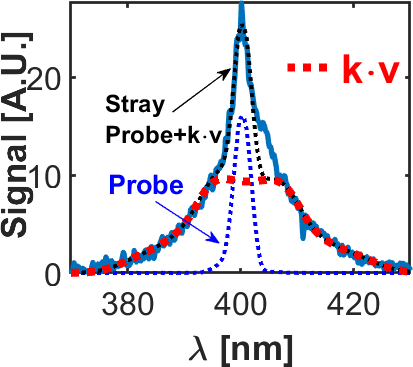 20
k·v
Stray
Probe+k·v
10
Probe
0
380
400
420
Signal [A.U.]
λ [nm]